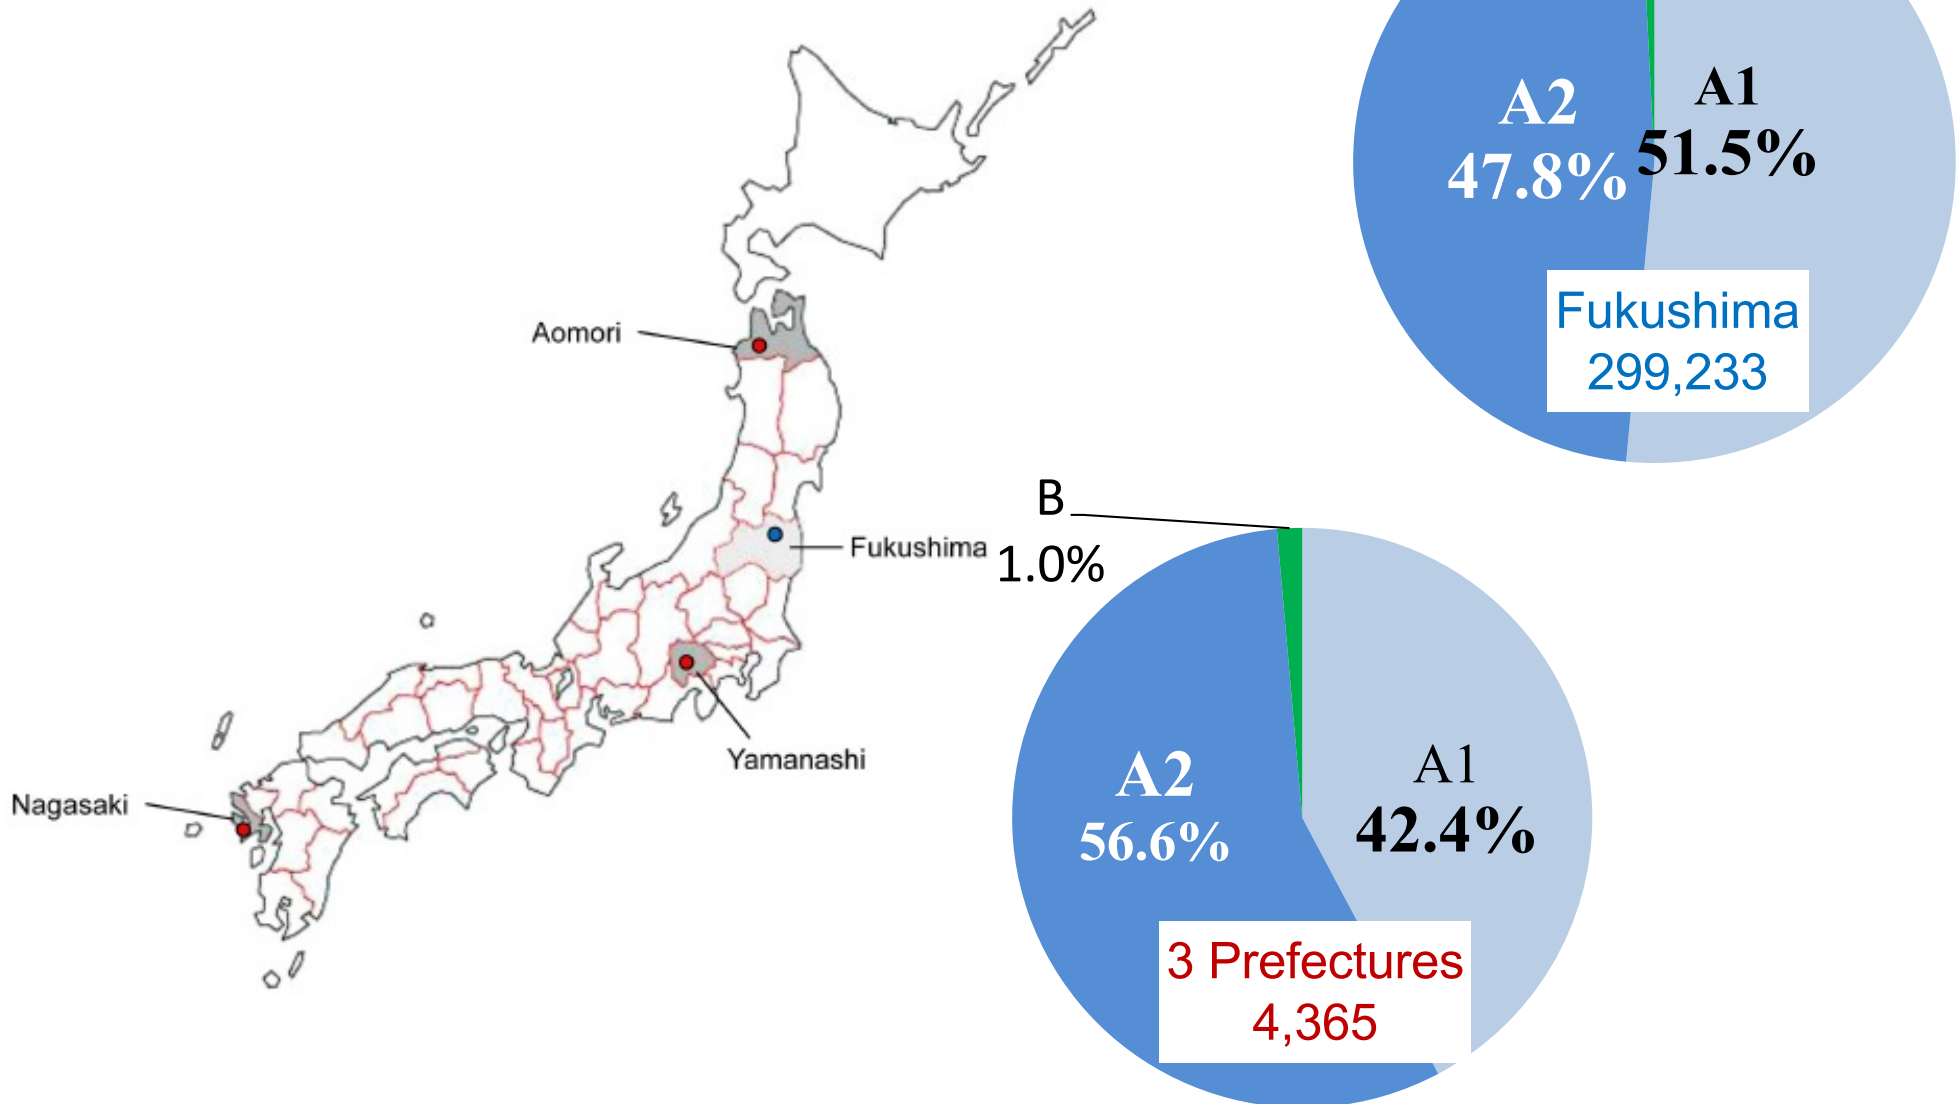 A2
47.8%
A1
51.5%
Fukushima
299,233
Aomori
Fukushima
Yamanashi
Nagasaki
B
1.0%
A2
56.6%
A1
42.4%
3 Prefectures
4,365